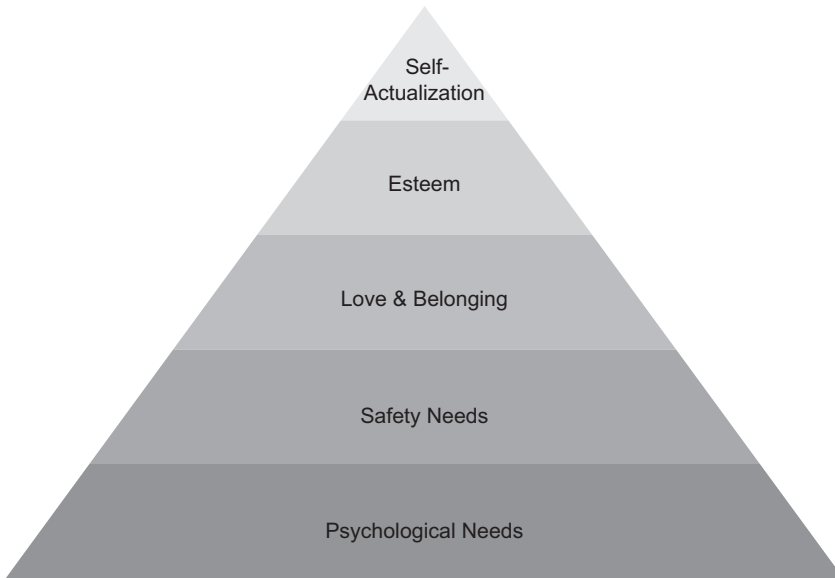 Self-
Actualization
Esteem
Love & Belonging
Safety Needs
Psychological Needs